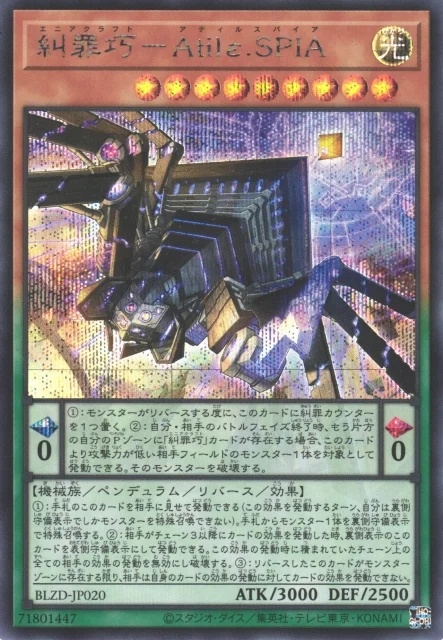 エニアクラフト アティルスパイア
糾罪巧－Atilɐ.SPIA
光
0
①：モンスターがリバースする度に、このカードに糾罪カウンター
を１つ置く。②：自分・相手のバトルフェイズ終了時、もう片方
の自分のＰゾーンに「糾罪巧」カードが存在する場合、このカード
より攻撃力が低い相手フィールドのモンスター１体を対象として
発動できる。そのモンスターを破壊する。
0
【機械族／ペンデュラム／リバース／効果】
①：手札のこのカードを相手に見せて発動できる（この効果を発動するターン、自分は裏側
守備表示でしかモンスターを特殊召喚できない）。手札からモンスター１体を裏側守備表示
で特殊召喚する。②：相手がチェーン３以降にカードの効果を発動した時、裏側表示のこの
カードを表側守備表示にして発動できる。この効果の発動時に積まれていたチェーン上の
全ての相手の効果の発動を無効にし破壊する。③：リバースしたこのカードがモンスター
ゾーンに存在する限り、相手は自身のカードの効果の発動に対してカードの効果を発動できない。
BLZD-JP020
ATK/3000 DEF/2500
71801447
©スタジオ・ダイス／集英社・テレビ東京・KONAMI